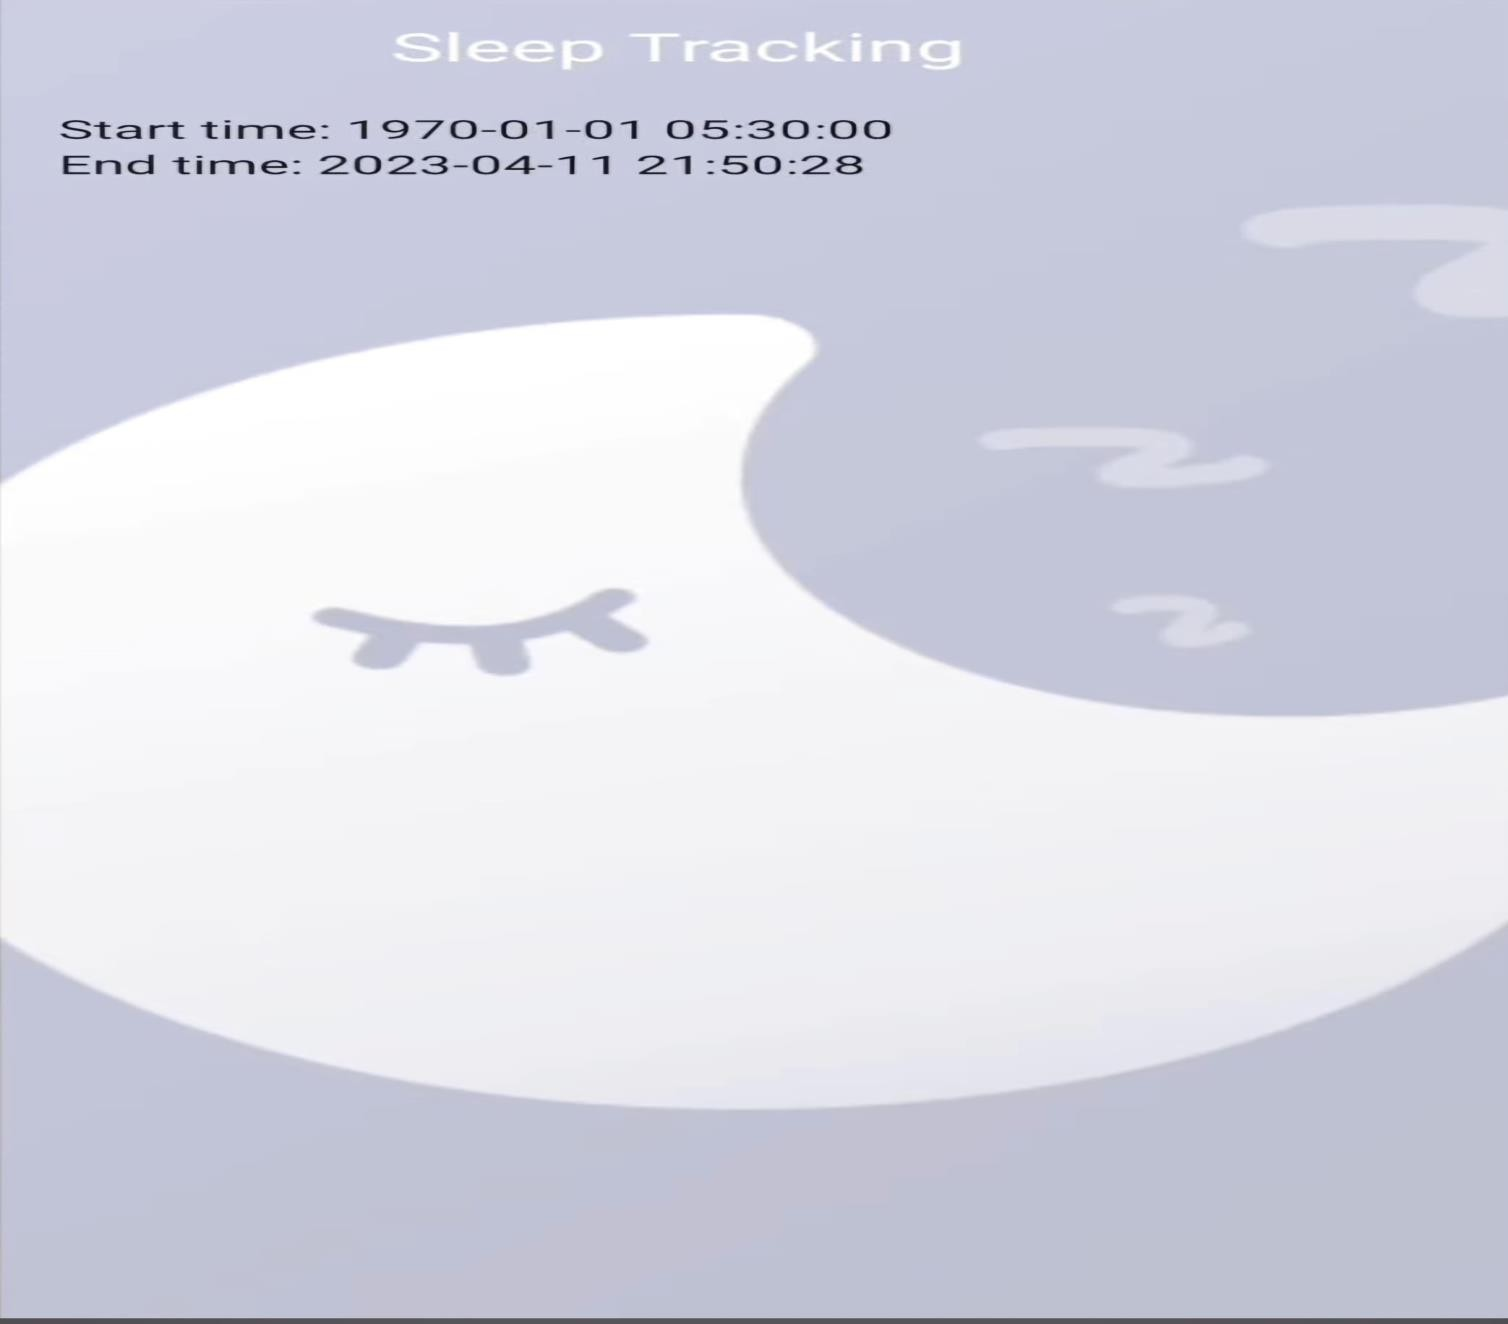 Sleep Tracking
Start time: 1970-01-01 05:30:00
End time: 2023-04-11 21:50:28